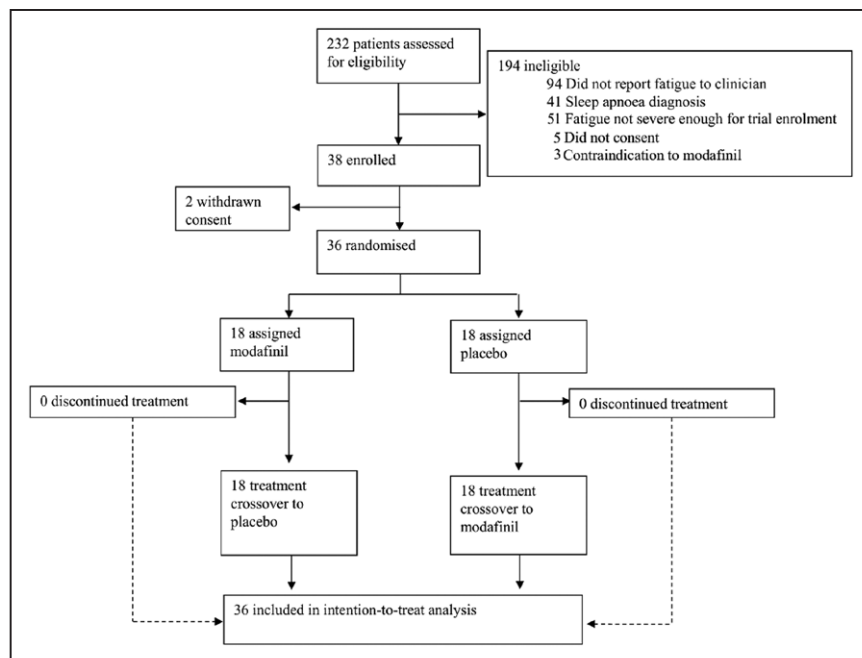 232 patients assessed
for eligibility
194 ineligible
94 Did not report fatigue to clinician
41 Sleep apnoea diagnosis
51 Fatigue not severe enough for trial enrolment
5 Did not consent
3 Contraindication to modafinil
38 enrolled
2 withdrawn
consent
36 randomised
18 assigned
modafinil
18 assigned
placebo
0 discontinued treatment
0 discontinued treatment
18 treatment
crossover to
placebo
18 treatment
crossover to
modafinil
36 included in intention-to-treat analysis